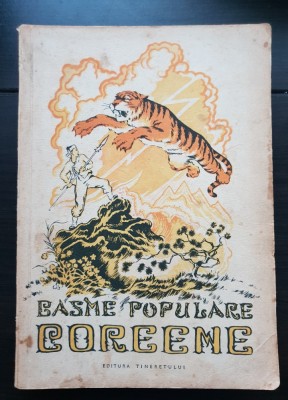 BASME POPULARE
COREENE
EDITURA TINERETULUI